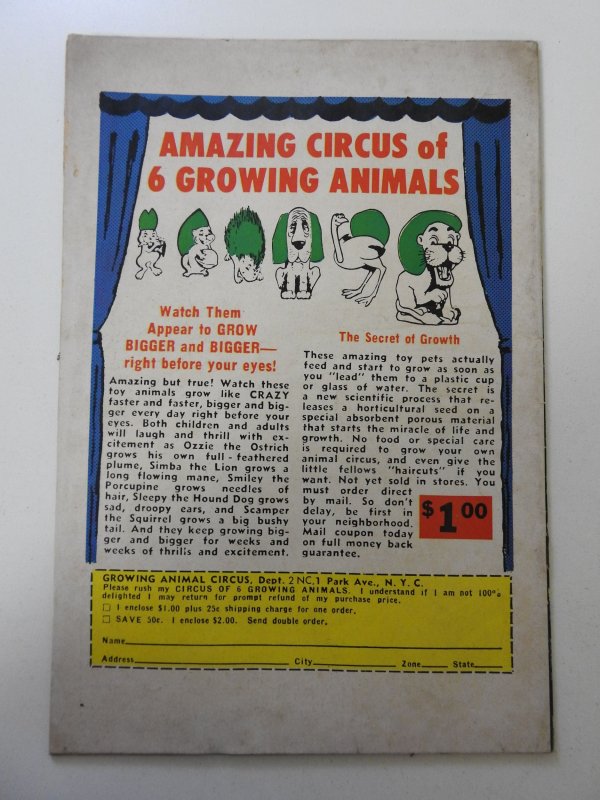 AMAZING CIRCUS of
6 GROWING ANIMALS
Watch Them
Appear to GROW
BIGGER and BIGGER—
right before your eyes!
Amazing but true! Watch these
toy animals grow like CRAZY
faster and faster, bigger and big-
ger every day right before your
eyes. Both children and adults
will laugh and thrill with ex-
citement as Ozzie the Ostrich
grows his own full - feathered
plume, Simba the Lion grows a
long flowing mane, Smiley the
Porcupine grows needles of
hair, Sleepy the Hound Dog grows
sad, droopy ears, and Scamper
the Squirrel grows a big bushy
tail. And they keep growing big-
ger and bigger for weeks and
weeks of thrills and excitement.
The Secret of Growth
These amazing toy pets actually
feed and start to grow as soon as
you "lead" them to a plastic cup
or glass of water. The secret is
a new scientific process that re-
leases a horticultural seed on a
special absorbent porous material
that starts the miracle of life and
growth. No food or special care
is required to grow your own
animal circus, and even give the
little fellows "haircuts" if you
want. Not yet sold in stores. You
must order direct
by mail. So don't
delay, be first in
your neighborhood.
Mail coupon today
on full money back
guarantee.
$1.00
GROWING ANIMAL CIRCUS, Dept. 2 NC, 1 Park Ave., N. Y. C.
Please rush my CIRCUS OF 6 GROWING ANIMALS. I understand if I am not 100%
delighted I may return for prompt refund of my purchase price.
☐ I enclose $1.00 plus 25c shipping charge for one order.
☐ SAVE 50c. I enclose $2.00. Send double order.
Name
Address City Zone State